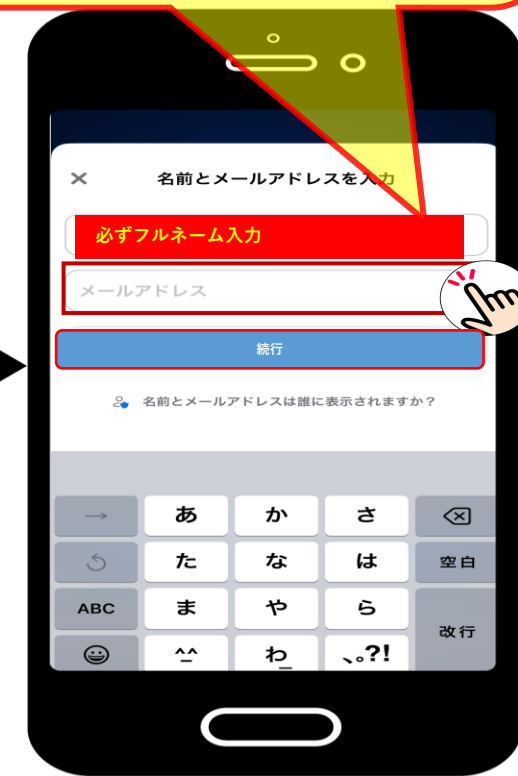 名前とメールアドレスを入力
必ずフルネーム入力
メールアドレス
続行
名前とメールアドレスは誰に表示されますか？
→ あ か さ
た な は 空白
ABC ま や ら
^_^ わ_ 、。?! 改行